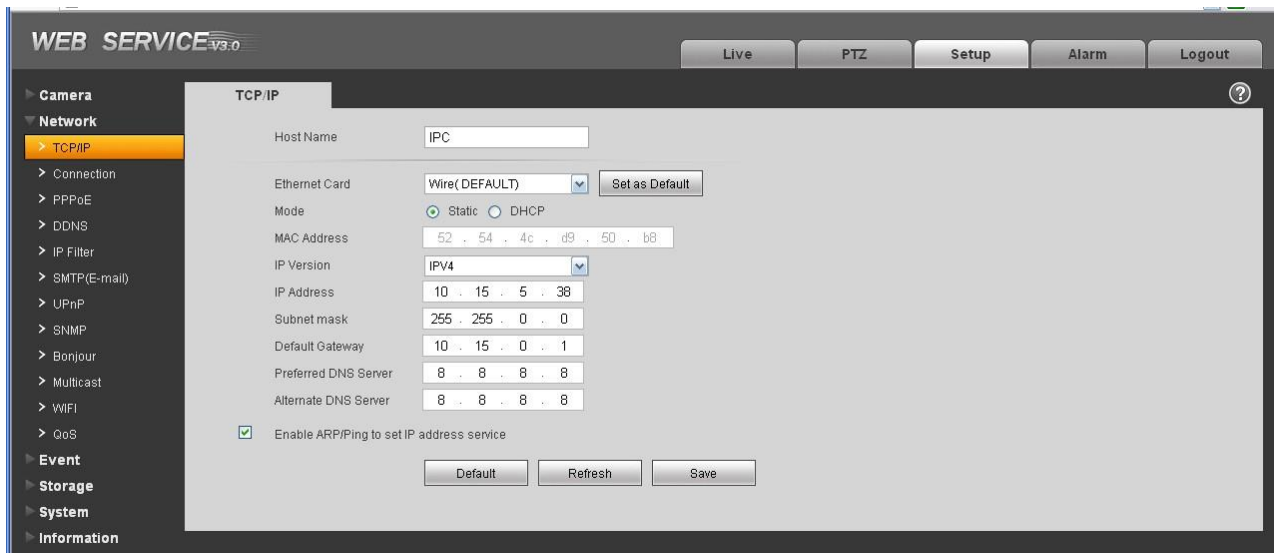 WEB SERVICE V3.0
Live PTZ Setup Alarm Logout
Camera
Network
> TCP/IP
> Connection
> PPPoE
> DDNS
> IP Filter
> SMTP(E-mail)
> UPnP
> SNMP
> Bonjour
> Multicast
> WIFI
> QoS
Event
Storage
System
Information
TCP/IP
?
Host Name IPC
Ethernet Card Wire( DEFAULT) Set as Default
Mode Static DHCP
MAC Address 52 . 54 . 4c . d9 . 50 . b8
IP Version IPV4
IP Address 10 . 15 . 5 . 38
Subnet mask 255 . 255 . 0 . 0
Default Gateway 10 . 15 . 0 . 1
Preferred DNS Server 8 . 8 . 8 . 8
Alternate DNS Server 8 . 8 . 8 . 8
Enable ARP/Ping to set IP address service
Default Refresh Save